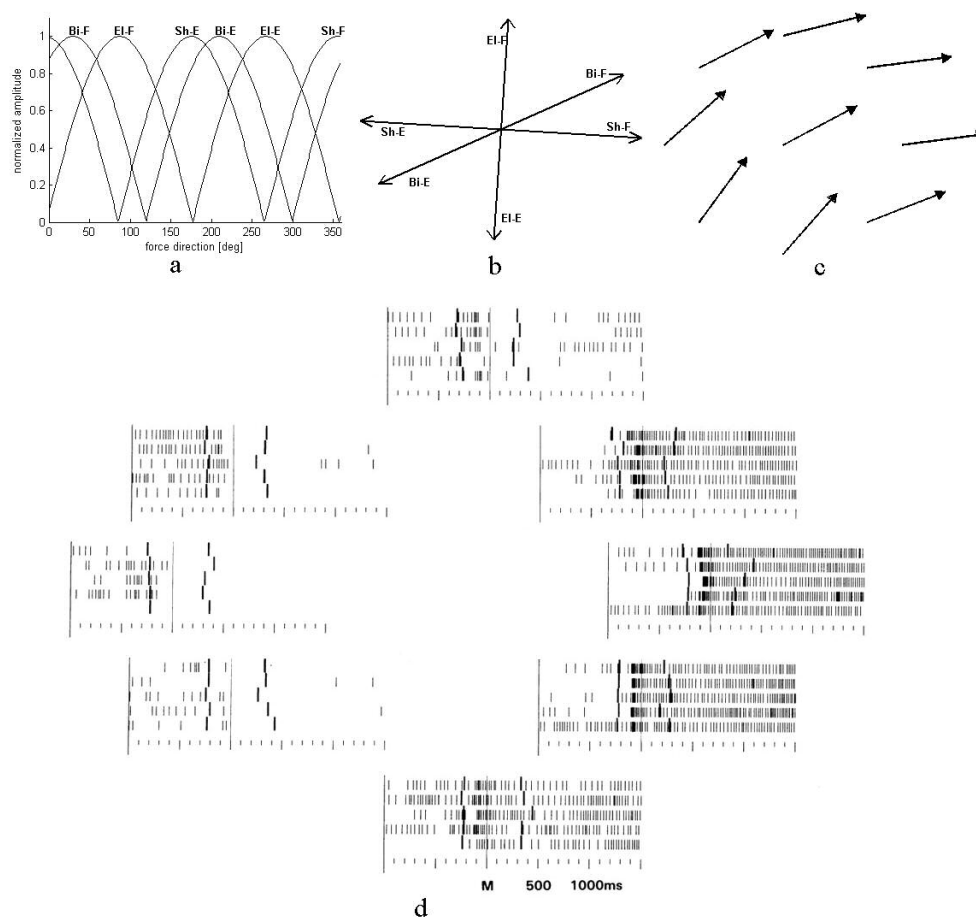 Bi-F El-F Sh-E Bi-E El-E Sh-F
1
0.8
0.6
0.4
0.2
0
normalized amplitude
0 50 100 150 200 250 300 350
force direction [deg]
a
El-F
Bi-F
Sh-E
Sh-F
Bi-E
El-E
b
c
M 500 1000ms
d